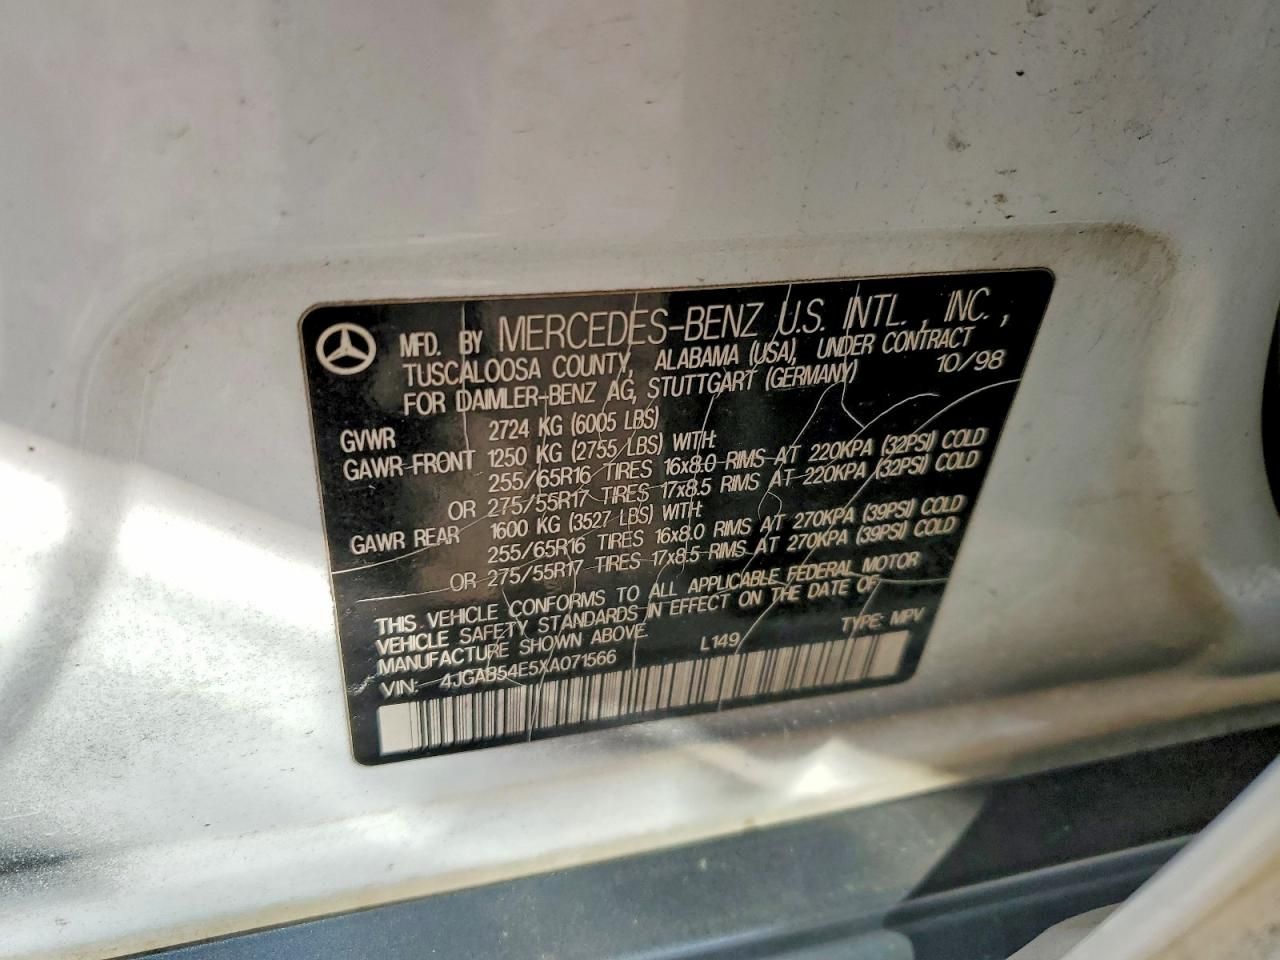 MFD. BY MERCEDES-BENZ U.S. INTL., INC.,
TUSCALOOSA COUNTY, ALABAMA (USA), UNDER CONTRACT
FOR DAIMLER-BENZ AG, STUTTGART (GERMANY) 10/98
GVWR 2724 KG (6005 LBS)
GAWR FRONT 1250 KG (2755 LBS) WITH:
255/65R16 TIRES 16x8.0 RIMS AT 220KPA (32PSI) COLD
OR 275/55R17 TIRES 17x8.5 RIMS AT 220KPA (32PSI) COLD
GAWR REAR 1600 KG (3527 LBS) WITH:
255/65R16 TIRES 16x8.0 RIMS AT 270KPA (39PSI) COLD
OR 275/55R17 TIRES 17x8.5 RIMS AT 270KPA (39PSI) COLD
THIS VEHICLE CONFORMS TO ALL APPLICABLE FEDERAL MOTOR
VEHICLE SAFETY STANDARDS IN EFFECT ON THE DATE OF
MANUFACTURE SHOWN ABOVE.
VIN: 4JGAB54E5XA071566 L149 TYPE: MPV